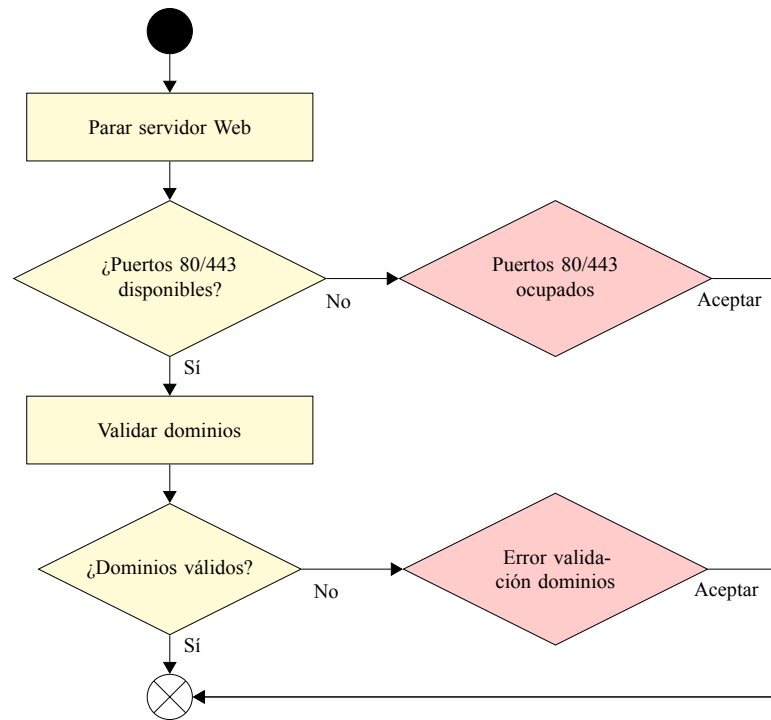 Parar servidor Web
¿Puertos 80/443
disponibles?
No
Puertos 80/443
ocupados
Aceptar
Sí
Validar dominios
¿Dominios válidos?
No
Error valida-
ción dominios
Aceptar
Sí